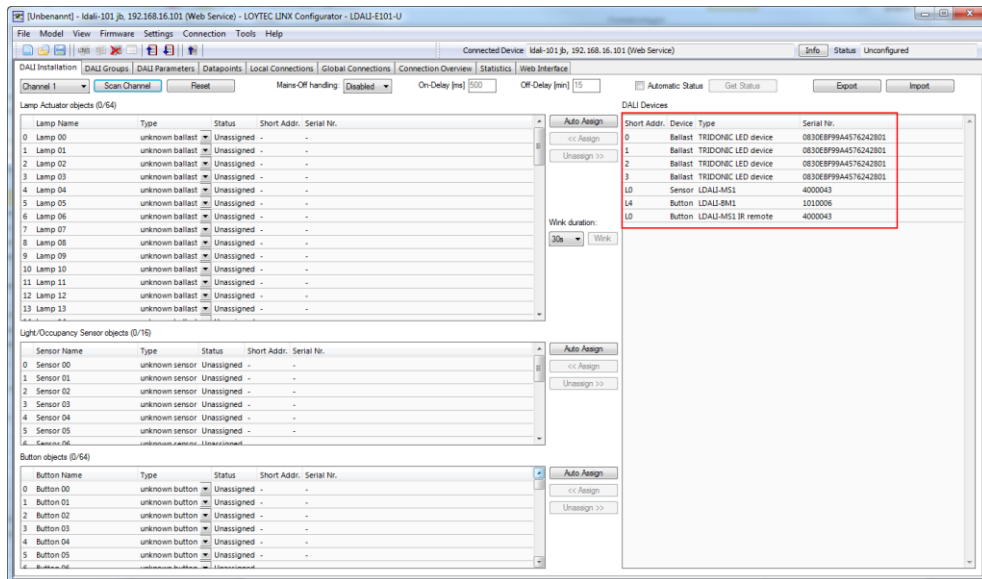 [Unbenannt] - ldali-101 jb, 192.168.16.101 (Web Service) - LOYTEC LINX Configurator - LDALI-E101-U
File Model View Firmware Settings Connection Tools Help
Connected Device ldali-101 jb, 192.168.16.101 (Web Service) Info Status Unconfigured
DALI Installation DALI Groups DALI Parameters Datapoints Local Connections Global Connections Connection Overview Statistics Web Interface
Channel 1 Scan Channel Reset Mains-Off handling: Disabled On-Delay [ms] 500 Off-Delay [min] 15 Automatic Status Get Status Export Import
Lamp Actuator objects (0/64)
Lamp Name Type Status Short Addr. Serial Nr.
0 Lamp 00 unknown ballast Unassigned - -
1 Lamp 01 unknown ballast Unassigned - -
2 Lamp 02 unknown ballast Unassigned - -
3 Lamp 03 unknown ballast Unassigned - -
4 Lamp 04 unknown ballast Unassigned - -
5 Lamp 05 unknown ballast Unassigned - -
6 Lamp 06 unknown ballast Unassigned - -
7 Lamp 07 unknown ballast Unassigned - -
8 Lamp 08 unknown ballast Unassigned - -
9 Lamp 09 unknown ballast Unassigned - -
10 Lamp 10 unknown ballast Unassigned - -
11 Lamp 11 unknown ballast Unassigned - -
12 Lamp 12 unknown ballast Unassigned - -
13 Lamp 13 unknown ballast Unassigned - -
Auto Assign
<< Assign
Unassign >>
Wink duration:
30s Wink
DALI Devices
Short Addr. Device Type Serial Nr.
0 Ballast TRIDONIC LED device 0830EBF99A4576242801
1 Ballast TRIDONIC LED device 0830EBF99A4576242801
2 Ballast TRIDONIC LED device 0830EBF99A4576242801
3 Ballast TRIDONIC LED device 0830EBF99A4576242801
L0 Sensor LDALI-MS1 4000043
L4 Button LDALI-BM1 1010006
L0 Button LDALI-MS1 IR remote 4000043
Light/Occupancy Sensor objects (0/16)
Sensor Name Type Status Short Addr. Serial Nr.
0 Sensor 00 unknown sensor Unassigned - -
1 Sensor 01 unknown sensor Unassigned - -
2 Sensor 02 unknown sensor Unassigned - -
3 Sensor 03 unknown sensor Unassigned - -
4 Sensor 04 unknown sensor Unassigned - -
5 Sensor 05 unknown sensor Unassigned - -
6 Sensor 06 unknown sensor Unassigned
Auto Assign
<< Assign
Unassign >>
Button objects (0/64)
Button Name Type Status Short Addr. Serial Nr.
0 Button 00 unknown button Unassigned - -
1 Button 01 unknown button Unassigned - -
2 Button 02 unknown button Unassigned - -
3 Button 03 unknown button Unassigned - -
4 Button 04 unknown button Unassigned - -
5 Button 05 unknown button Unassigned - -
6 Button 06 unknown button Unassigned
Auto Assign
<< Assign
Unassign >>